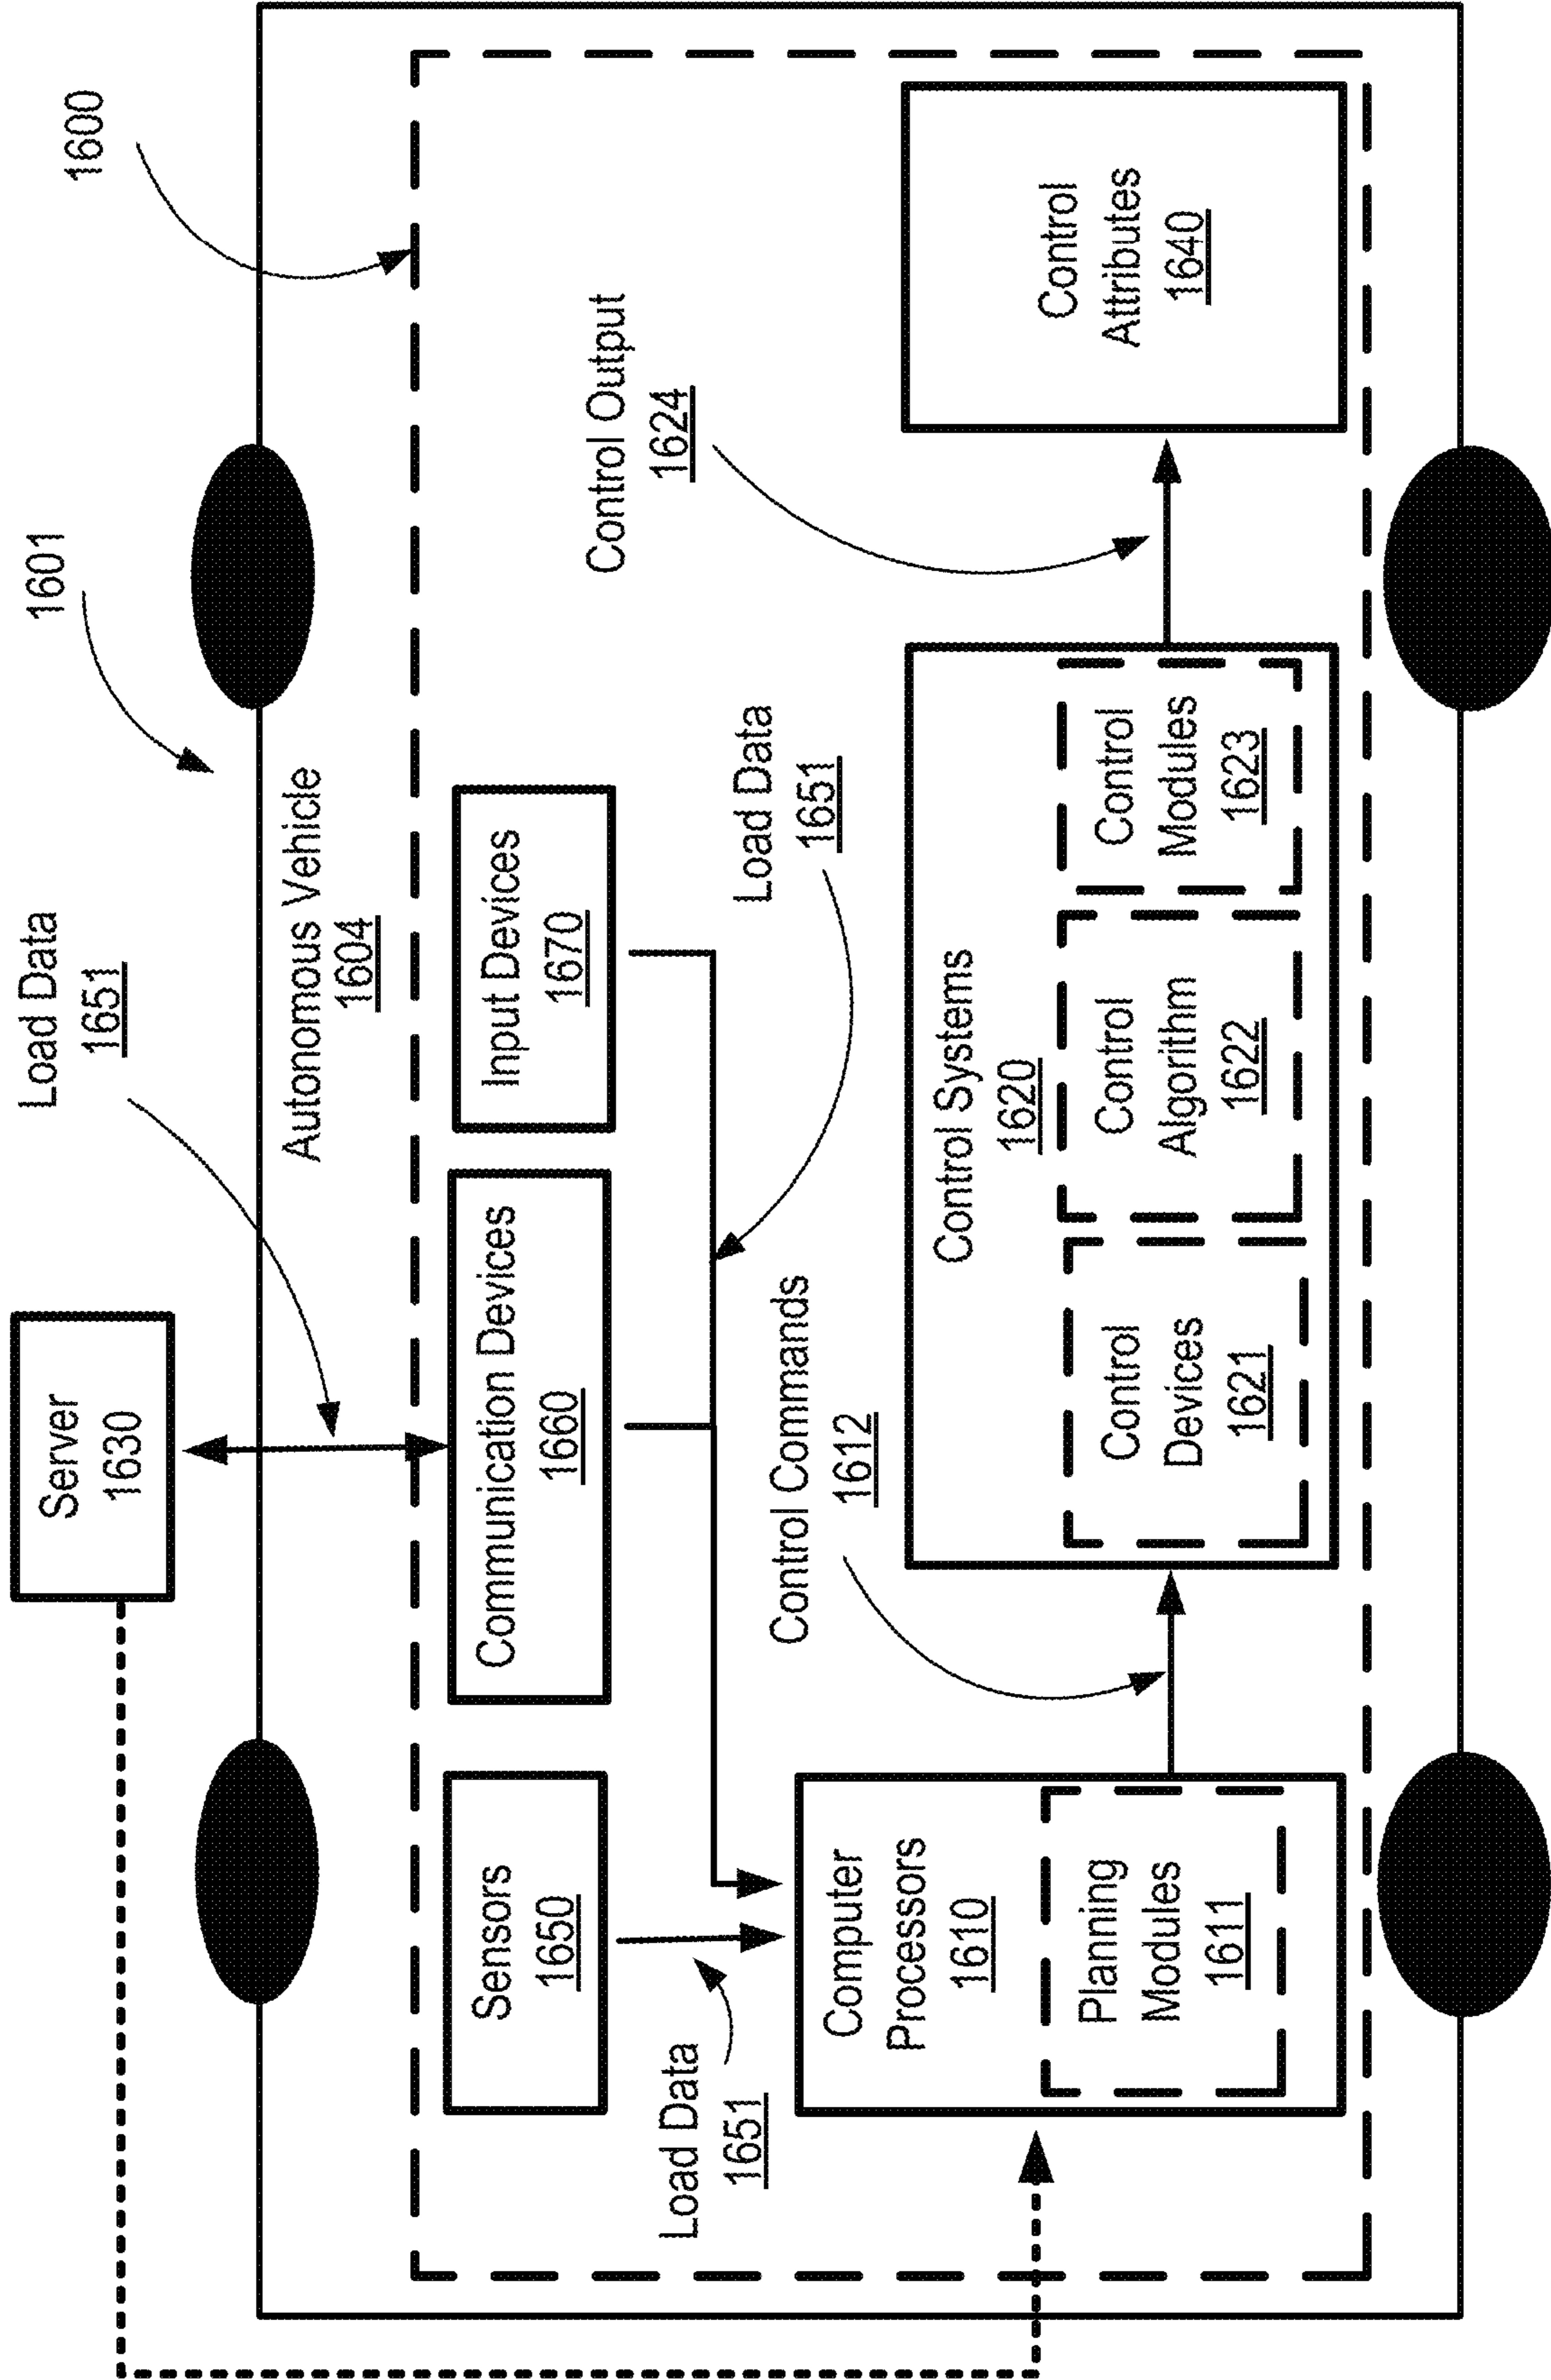 Server
1630
Load Data
1651
1601
1600
Autonomous Vehicle
1604
Sensors
1650
Communication Devices
1660
Input Devices
1670
Load Data
1651
Load Data
1651
Control Output
1624
Control Commands
1612
Computer
Processors
1610
Planning
Modules
1611
Control Systems
1620
Control
Devices
1621
Control
Algorithm
1622
Control
Modules
1623
Control
Attributes
1640